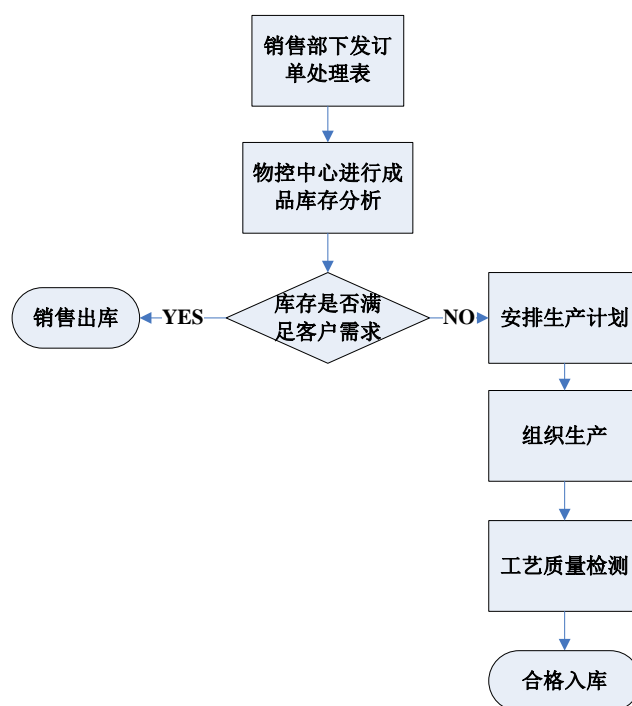 销售部下发订
单处理表
物控中心进行成
品库存分析
库存是否满
足客户需求
销售出库
YES
NO
安排生产计划
组织生产
工艺质量检测
合格入库